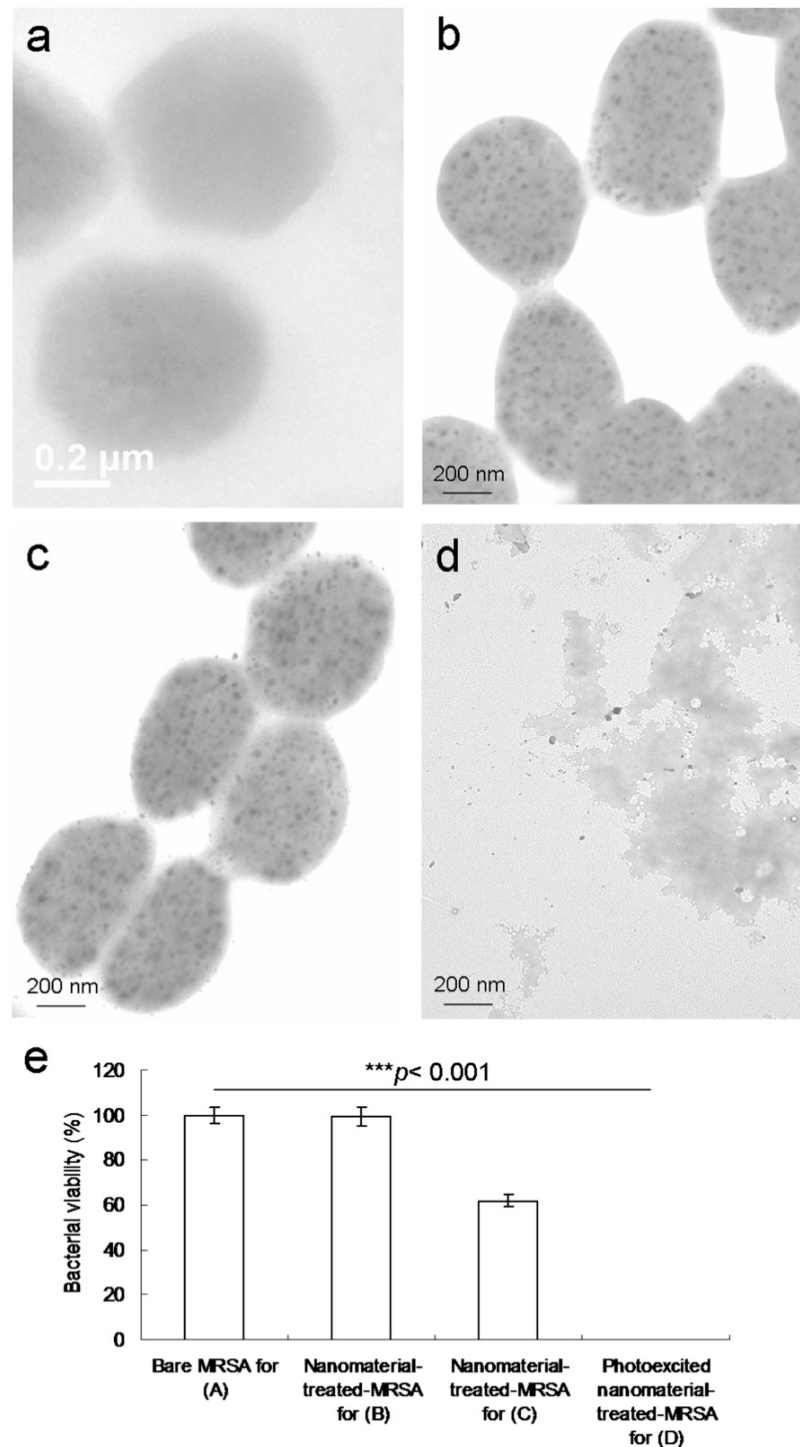 a
b
0.2 μm
200 nm
c
d
200 nm
200 nm
e
120
100
80
60
40
20
0
Bacterial viability (%)
***p< 0.001
Bare MRSA for
(A)
Nanomaterial-
treated-MRSA
for (B)
Nanomaterial-
treated-MRSA
for (C)
Photoexcited
nanomaterial-
treated-MRSA
for (D)